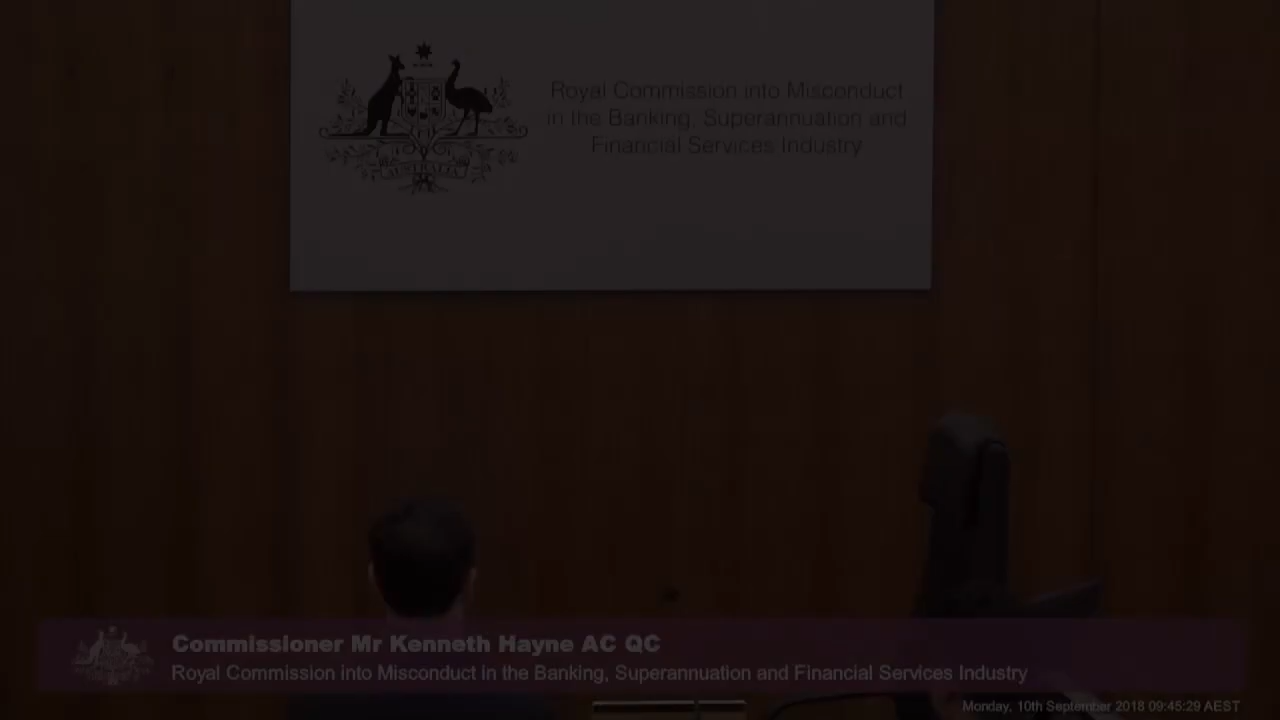 Royal Commission into Misconduct
in the Banking, Superannuation and
Financial Services Industry
AUSTRALIA
Commissioner Mr Kenneth Hayne AC QC
Royal Commission into Misconduct in the Banking, Superannuation and Financial Services Industry
Monday, 10th September 2018 09:45:29 AEST